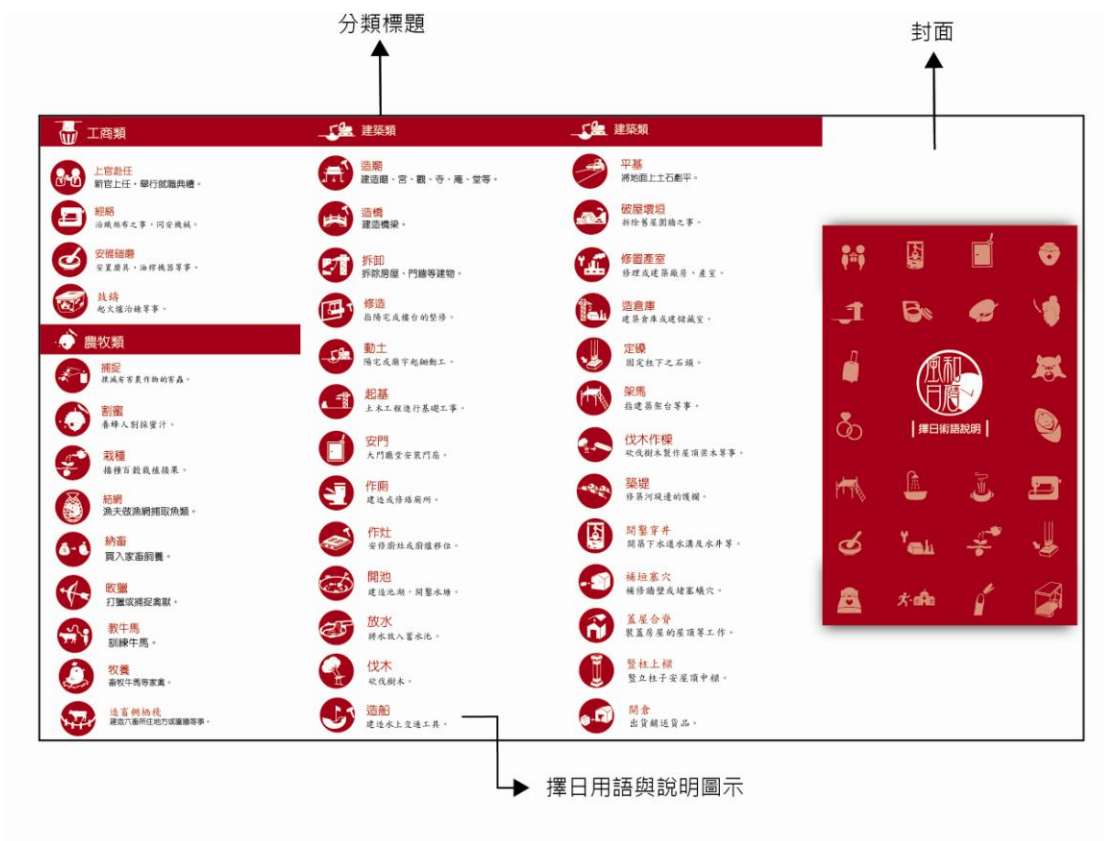 分類標題
封面
工商類
上官赴任
新官上任，舉行就職典禮。
經絡
冶織絲布之事，同安機械。
安碓磑磨
安置磨具，油榨機器等事。
鼓鑄
起火爐冶鍊等事。
農牧類
捕捉
撲滅有害農作物的害蟲。
割蜜
養蜂人割採蜜汁。
栽種
播種百穀栽植接果。
結網
漁夫做漁網捕取魚類。
納畜
買入家畜飼養。
畋獵
打獵或捕捉禽獸。
教牛馬
訓練牛馬。
牧養
畜牧牛馬等家禽。
造畜稠栖棧
建造六畜所住地方或圍牆等事。
建築類
造廟
建造廟、宮、觀、寺、庵、堂等。
造橋
建造橋梁。
拆卸
拆除房屋、門牆等建物。
修造
指陽宅或樓台的整修。
動土
陽宅或廟宇起鋤動工。
起基
土木工程進行基礎工事。
安門
大門廳堂安裝門扇。
作廁
建造或修繕廁所。
作灶
安修廚灶或廚爐移位。
開池
建造池湖，開鑿水塘。
放水
將水放入蓄水池。
伐木
砍伐樹木。
造船
建造水上交通工具。
建築類
平基
將地面上土石剷平。
破屋壞垣
拆除舊屋圍牆之事。
修置產室
修理或建築廠房，產室。
造倉庫
建築倉庫或建儲藏室。
定磉
固定柱下之石頭。
架馬
指建築架台等事。
伐木作樑
砍伐樹木製作屋頂梁木等事。
築堤
修築河堤邊的護欄。
開鑿穿井
開築下水道水溝及水井等。
補垣塞穴
補修牆壁或堵塞蟻穴。
蓋屋合脊
裝蓋房屋的屋頂等工作。
豎柱上樑
豎立柱子安屋頂中樑。
開倉
出貨銷送貨品。
風和
日曆
擇日術語說明
擇日用語與說明圖示